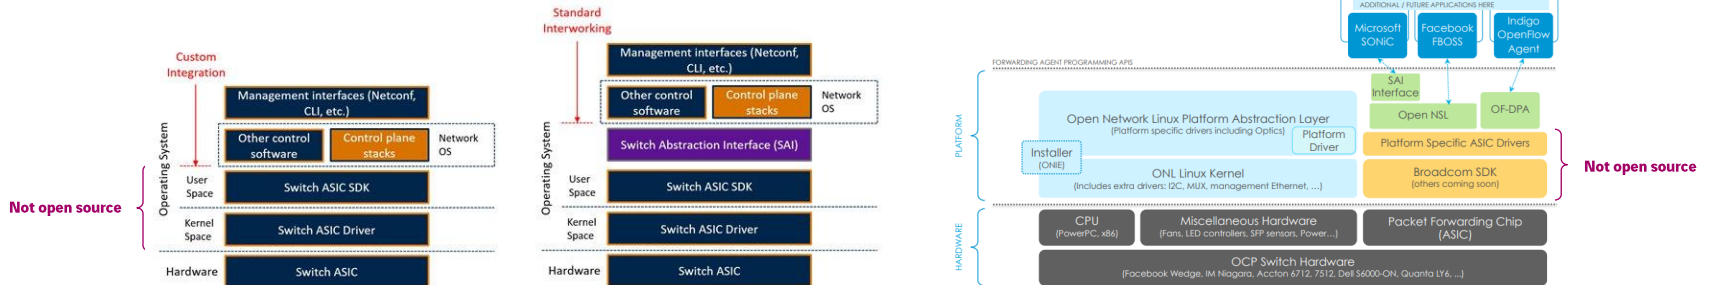 Custom
Integration
Management interfaces (Netconf,
CLI, etc.)
Other control
software
Control plane
stacks
Network
OS
Operating System
User
Space
Switch ASIC SDK
Not open source
Kernel
Space
Switch ASIC Driver
Hardware
Switch ASIC
Standard
Interworking
Management interfaces (Netconf,
CLI, etc.)
Other control
software
Control plane
stacks
Network
OS
Switch Abstraction Interface (SAI)
Operating System
User
Space
Switch ASIC SDK
Kernel
Space
Switch ASIC Driver
Hardware
Switch ASIC
ADDITIONAL / FUTURE APPLICATIONS HERE
Microsoft
SONiC
Facebook
FBOSS
Indigo
OpenFlow
Agent
FORWARDING AGENT PROGRAMMING APIS
SAI
Interface
Open NSL
OF-DPA
PLATFORM
Open Network Linux Platform Abstraction Layer
(Platform specific drivers including Optics)
Platform
Driver
Installer
(ONIE)
Platform Specific ASIC Drivers
ONL Linux Kernel
(Includes extra drivers: I2C, MUX, management Ethernet, ...)
Broadcom SDK
(others coming soon)
Not open source
HARDWARE
CPU
(PowerPC, x86)
Miscellaneous Hardware
(Fans, LED controllers, SFP sensors, Power...)
Packet Forwarding Chip
(ASIC)
OCP Switch Hardware
(Facebook Wedge, IM Niagara, Accton 6712, 7512, Dell S6000-ON, Quanta LY6, ...)